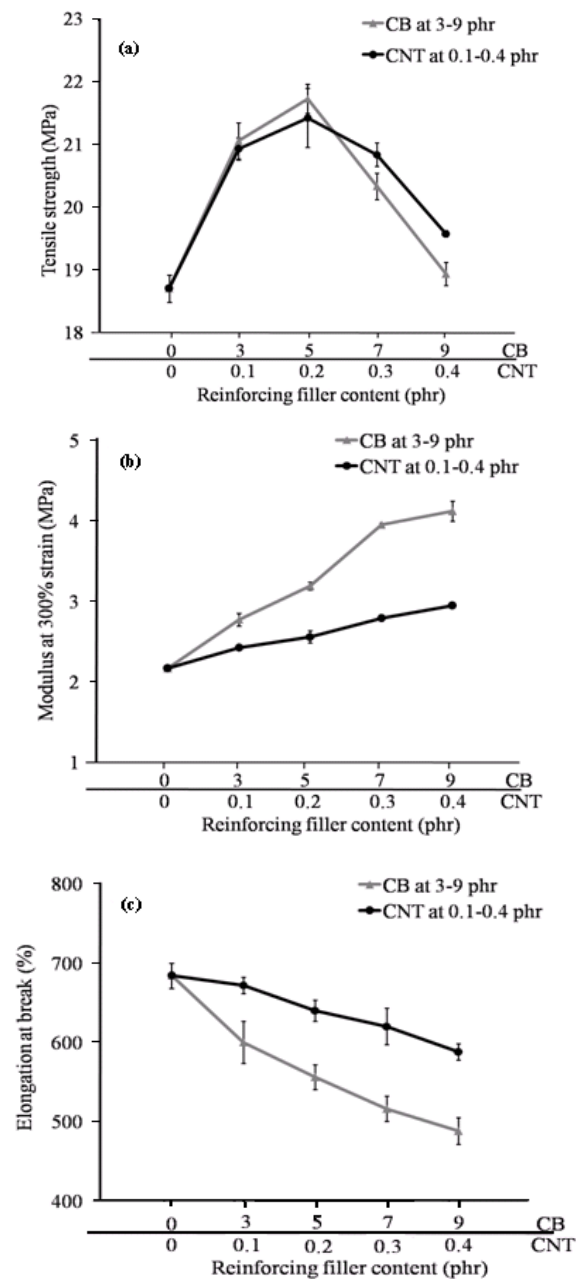 23
(a)
CB at 3-9 phr
CNT at 0.1-0.4 phr
22
21
20
19
18
Tensile strength (MPa)
0 3 5 7 9 CB
0 0.1 0.2 0.3 0.4 CNT
Reinforcing filler content (phr)
5
(b)
CB at 3-9 phr
CNT at 0.1-0.4 phr
4
3
2
1
Modulus at 300% strain (MPa)
0 3 5 7 9 CB
0 0.1 0.2 0.3 0.4 CNT
Reinforcing filler content (phr)
800
(c)
CB at 3-9 phr
CNT at 0.1-0.4 phr
700
600
500
400
Elongation at break (%)
0 3 5 7 9 CB
0 0.1 0.2 0.3 0.4 CNT
Reinforcing filler content (phr)